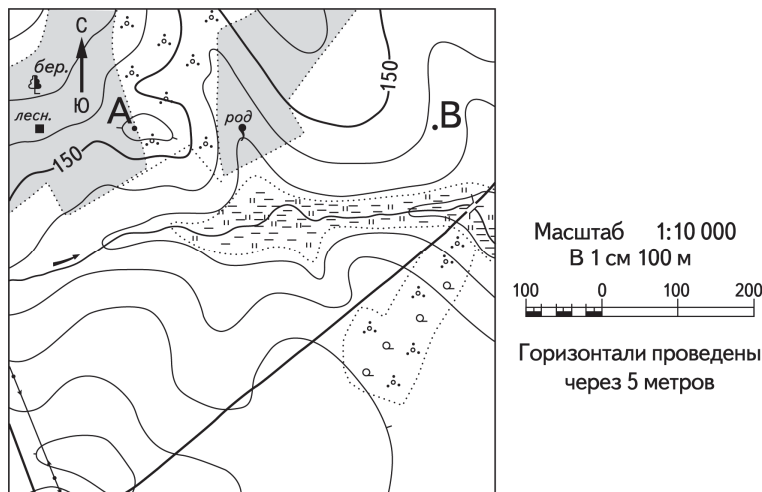 С
бер.
Ю
лесн.
А
род
В
150
150
Масштаб 1:10 000
В 1 см 100 м
100 0 100 200
Горизонтали проведены
через 5 метров